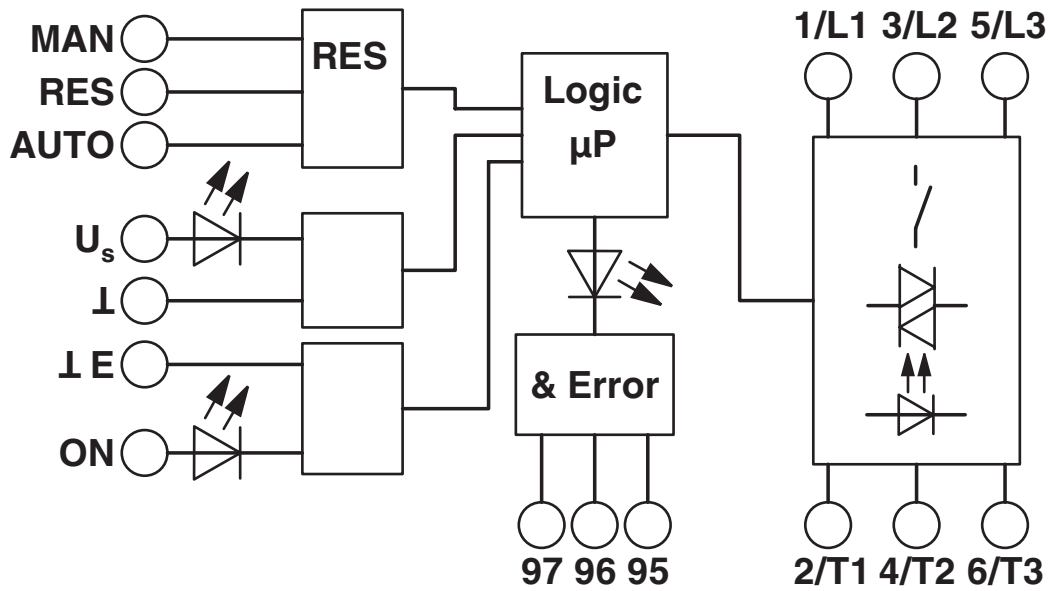 MAN
RES
AUTO
RES
U_s
⊥
⊥ E
ON
Logic
µP
& Error
97 96 95
1/L1 3/L2 5/L3
2/T1 4/T2 6/T3